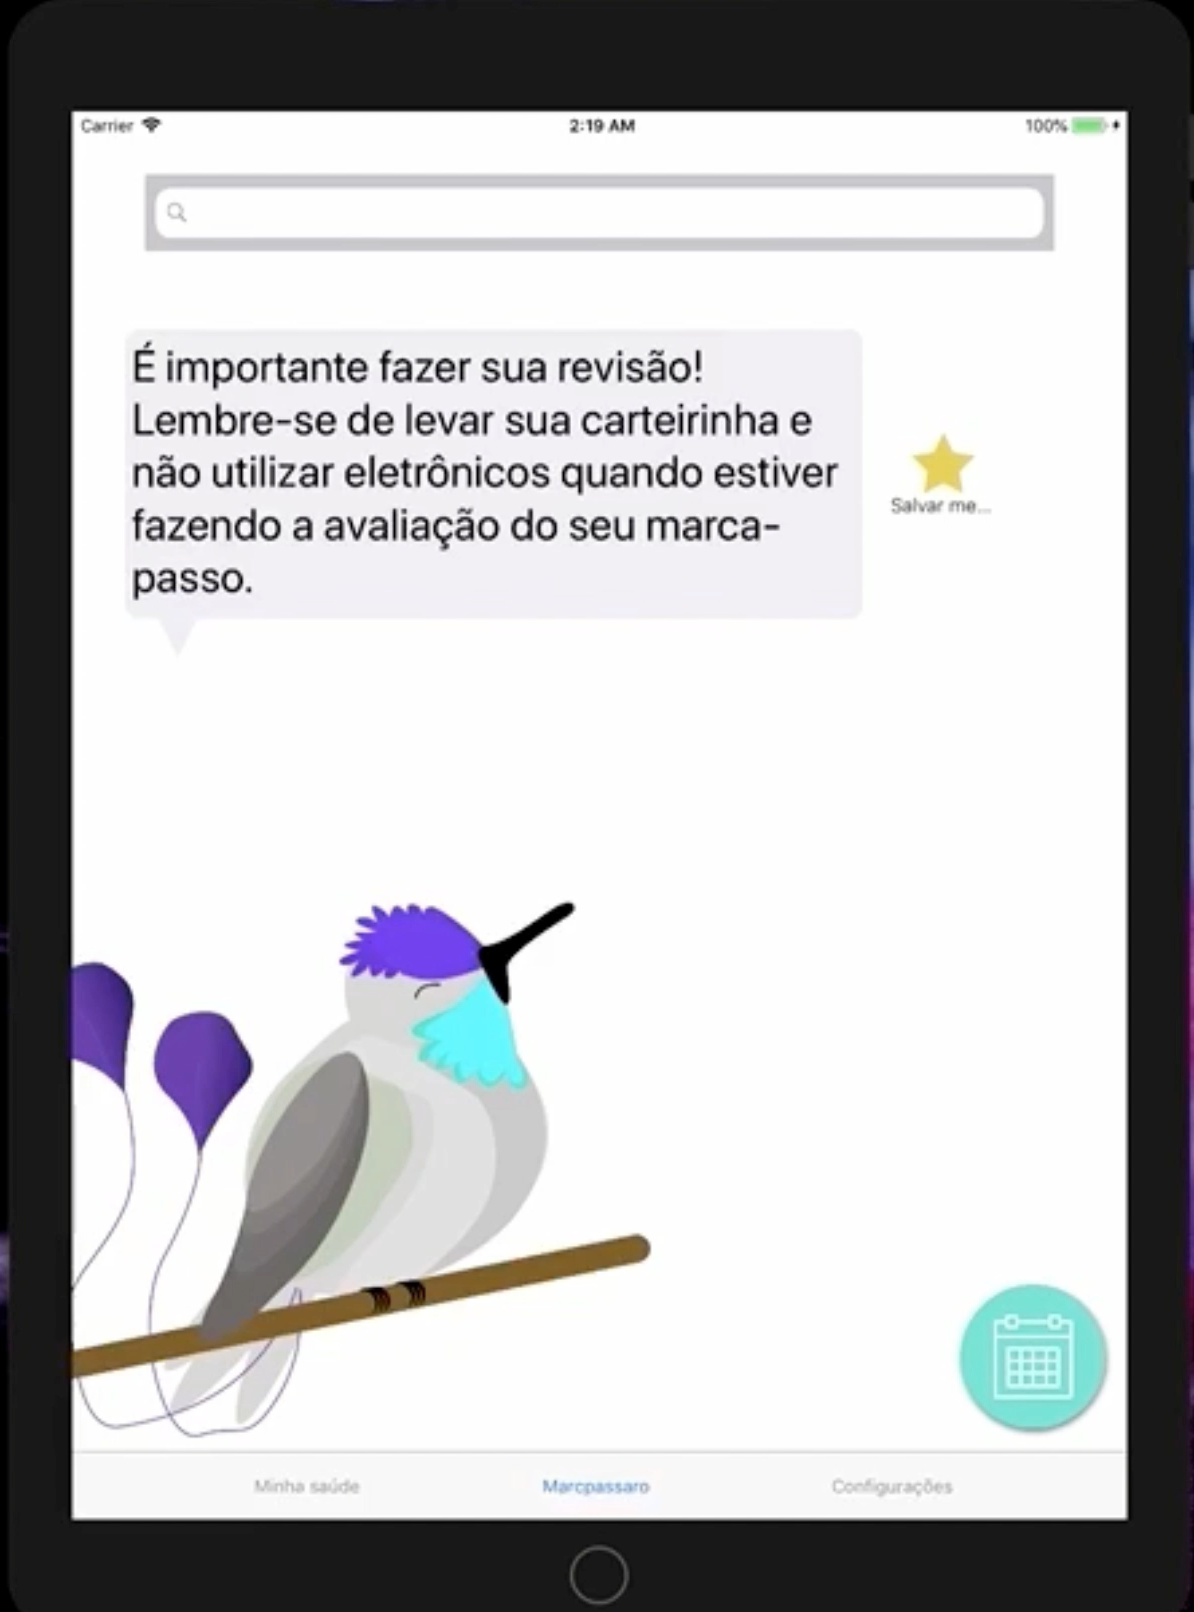 Carrier
2:19 AM
100%
É importante fazer sua revisão!
Lembre-se de levar sua carteirinha e
não utilizar eletrônicos quando estiver
fazendo a avaliação do seu marca-
passo.
Salvar me...
Minha saúde
Marcpassaro
Configurações